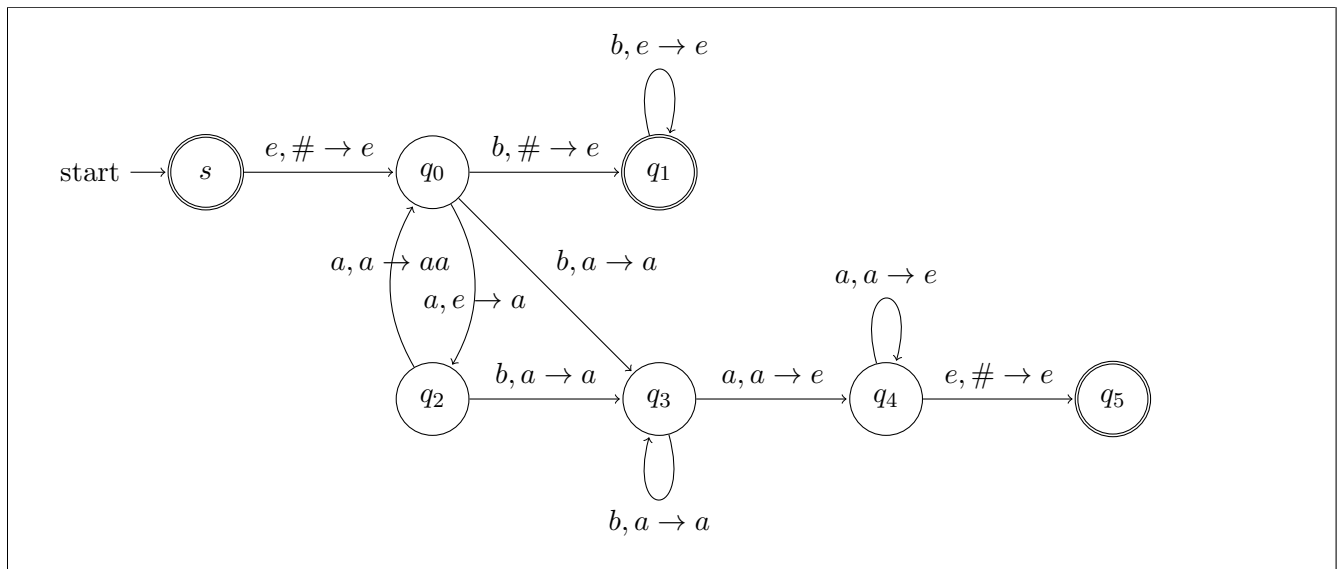 b, e → e
start
s
e, # → e
q0
b, # → e
q1
a, a → aa
b, a → a
a, e → a
a, a → e
q2
b, a → a
q3
a, a → e
q4
e, # → e
q5
b, a → a